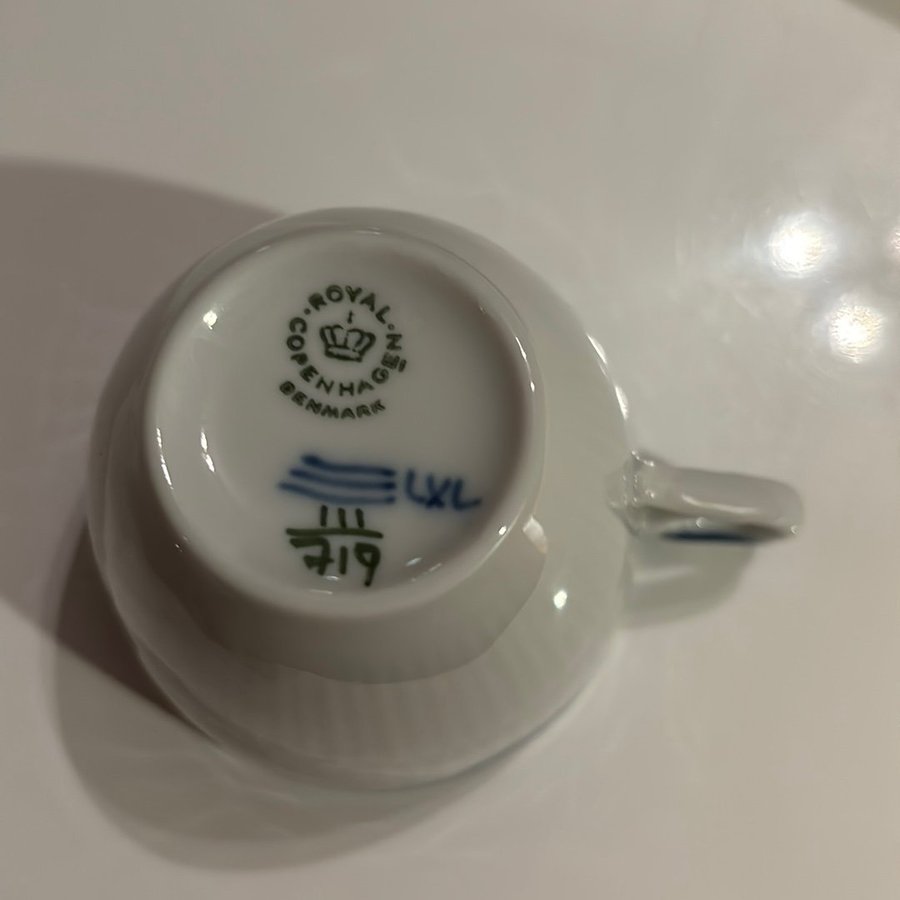 ROYAL
COPENHAGEN
DENMARK
LXL
111
719